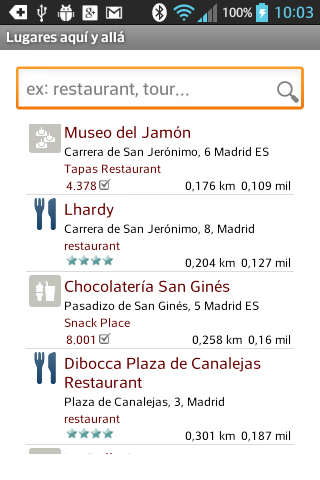 100% 10:03
Lugares aquí y allá
ex: restaurant, tour...
Museo del Jamón
Carrera de San Jerónimo, 6 Madrid ES
Tapas Restaurant
4.378 0,176 km 0,109 mil
Lhardy
Carrera de San Jerónimo, 8, Madrid
restaurant
0,204 km 0,127 mil
Chocolatería San Ginés
Pasadizo de San Ginés, 5 Madrid ES
Snack Place
8.001 0,258 km 0,16 mil
Dibocca Plaza de Canalejas
Restaurant
Plaza de Canalejas, 3, Madrid
restaurant
0,301 km 0,187 mil